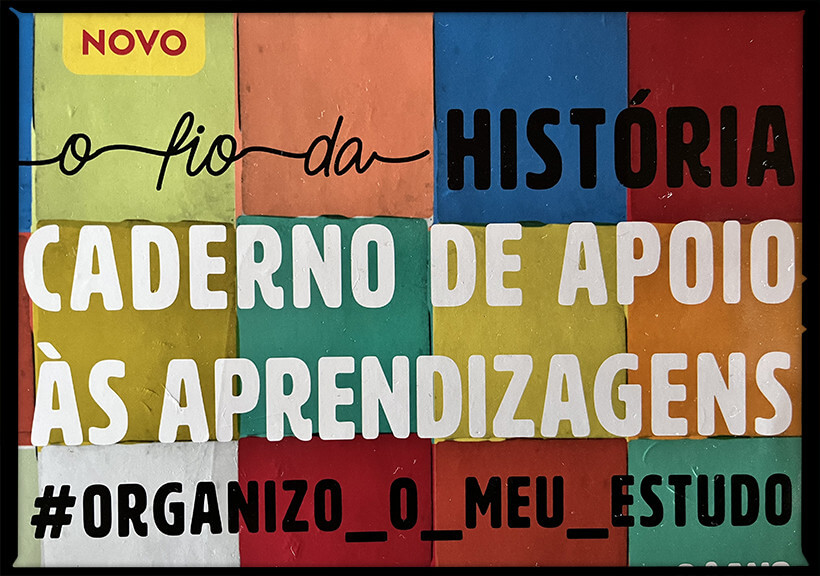 NOVO
o fio da HISTÓRIA
CADERNO DE APOIO
ÀS APRENDIZAGENS
#ORGANIZO_O_MEU_ESTUDO